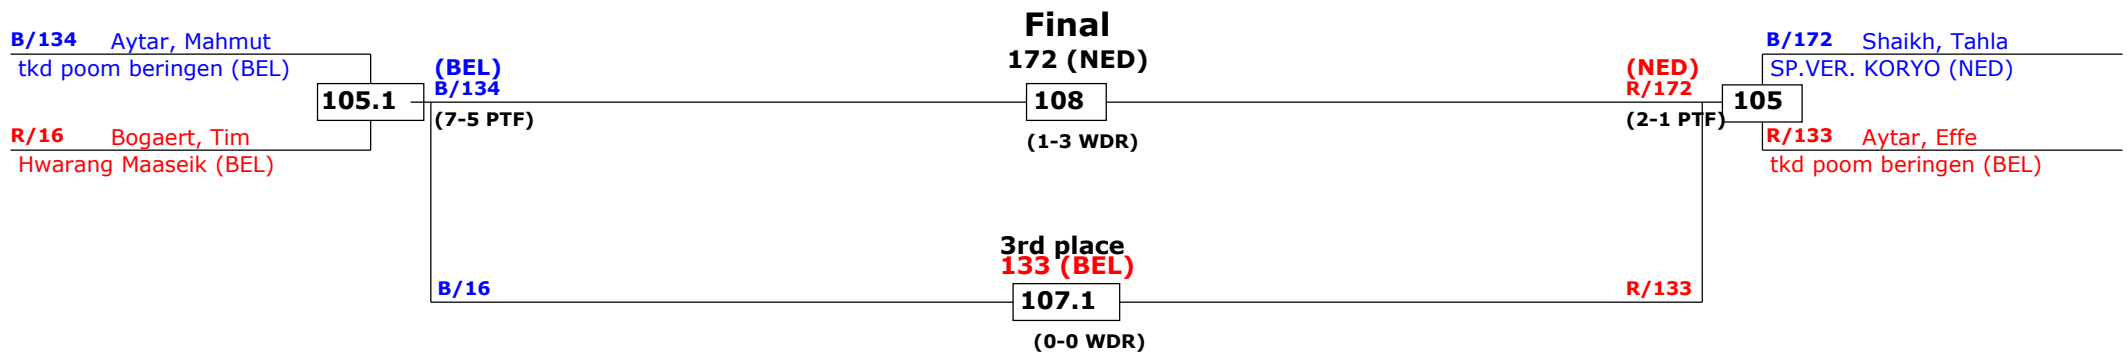 Final
172 (NED)
B/134 Aytar, Mahmut
tkd poom beringen (BEL)
105.1
R/16 Bogaert, Tim
Hwarang Maaseik (BEL)
(BEL)
B/134
(7-5 PTF)
108
(1-3 WDR)
(NED)
R/172
(2-1 PTF)
B/172 Shaikh, Tahla
SP.VER. KORYO (NED)
105
R/133 Aytar, Effe
tkd poom beringen (BEL)
3rd place
133 (BEL)
B/16
107.1
R/133
(0-0 WDR)